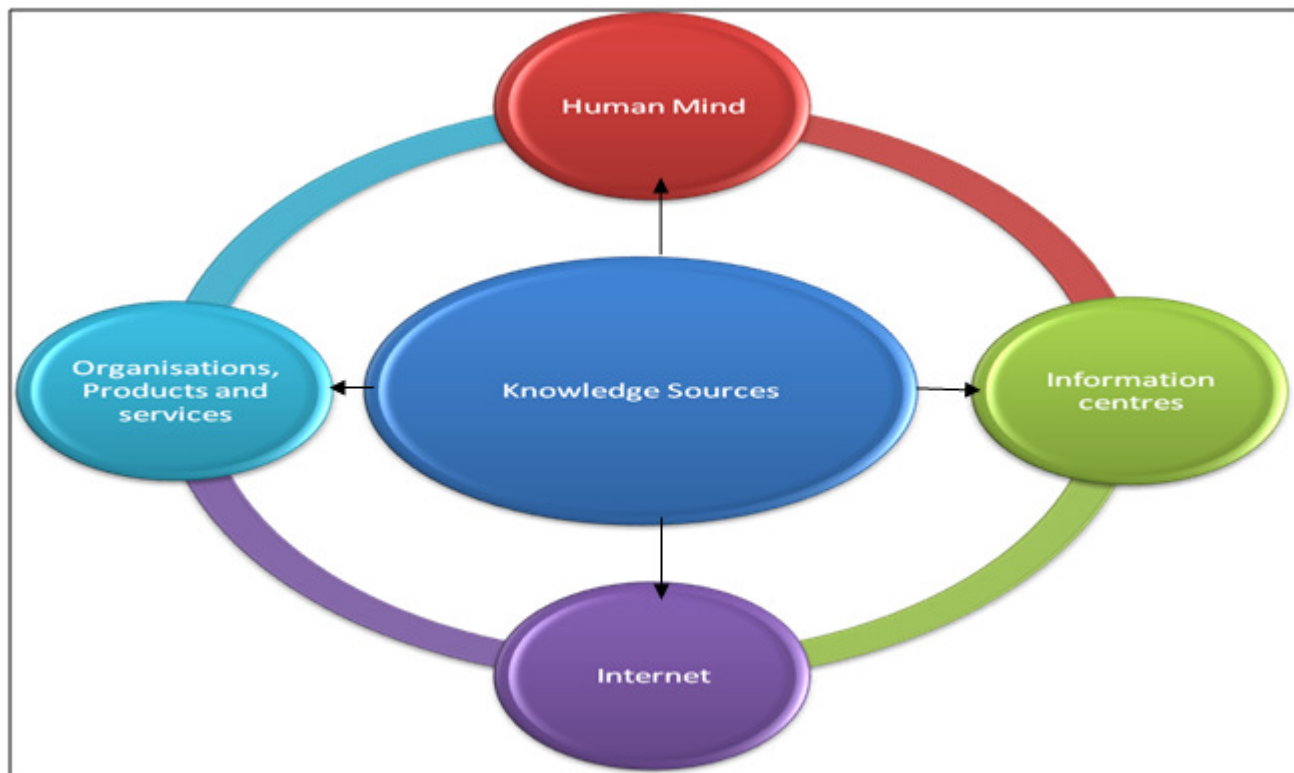 Human Mind
Organisations,
Products and
services
Knowledge Sources
Information
centres
Internet